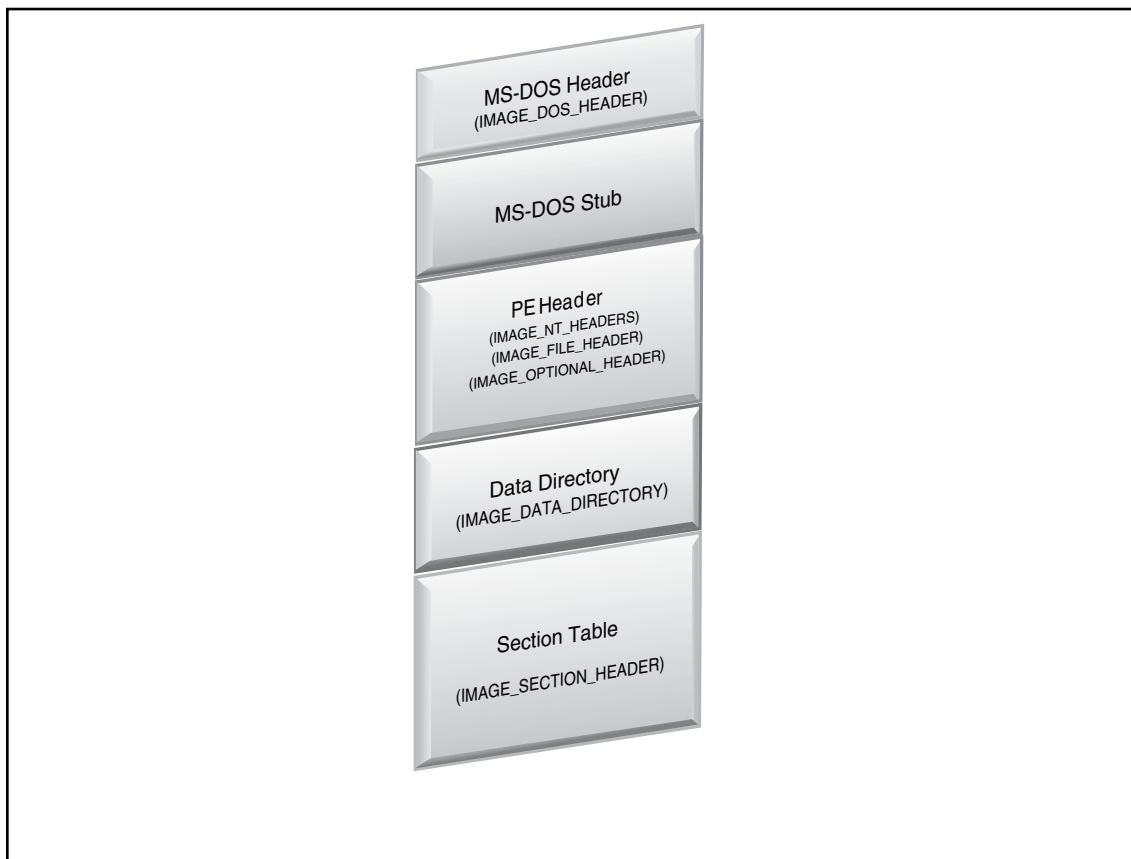 MS-DOS Header
(IMAGE_DOS_HEADER)
MS-DOS Stub
PE Header
(IMAGE_NT_HEADERS)
(IMAGE_FILE_HEADER)
(IMAGE_OPTIONAL_HEADER)
Data Directory
(IMAGE_DATA_DIRECTORY)
Section Table
(IMAGE_SECTION_HEADER)